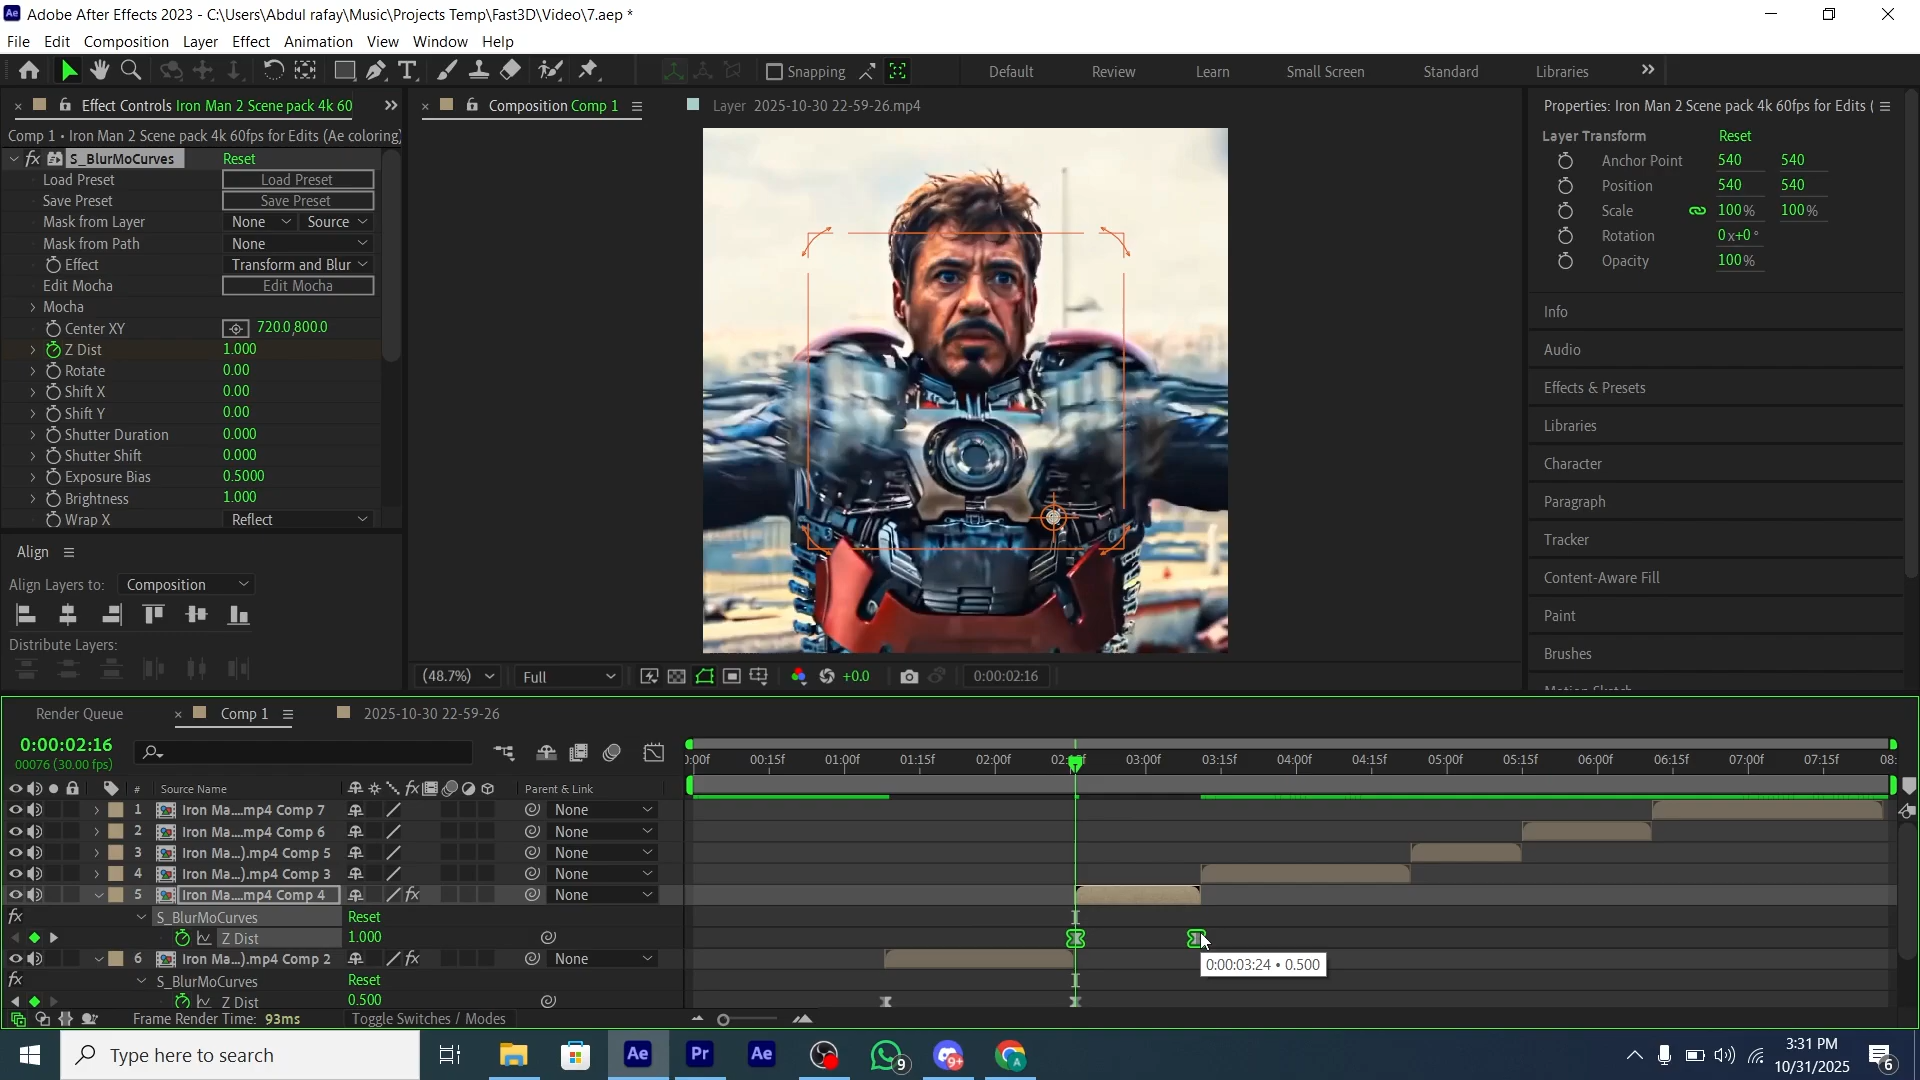 Adobe After Effects 2023 - C:\Users\Abdul rafay\Music\Projects Temp\Fast3D\Video\7.aep *
File Edit Composition Layer Effect Animation View Window Help
Snapping Default Review Learn Small Screen Standard Libraries
Effect Controls Iron Man 2 Scene pack 4k 60
Comp 1 • Iron Man 2 Scene pack 4k 60fps for Edits (Ae coloring)
S_BlurMoCurves Reset
Load Preset Load Preset
Save Preset Save Preset
Mask from Layer None Source
Mask from Path None
Effect Transform and Blur
Edit Mocha Edit Mocha
Mocha
Center XY 720.0,800.0
Z Dist 1.000
Rotate 0.00
Shift X 0.00
Shift Y 0.00
Shutter Duration 0.000
Shutter Shift 0.000
Exposure Bias 0.5000
Brightness 1.000
Wrap X Reflect
Align
Align Layers to: Composition
Distribute Layers:
Composition Comp 1 Layer 2025-10-30 22-59-26.mp4
(48.7%) Full +0.0 0:00:02:16
Properties: Iron Man 2 Scene pack 4k 60fps for Edits (
Layer Transform Reset
Anchor Point 540 540
Position 540 540
Scale 100% 100%
Rotation 0x+0°
Opacity 100%
Info
Audio
Effects & Presets
Libraries
Character
Paragraph
Tracker
Content-Aware Fill
Paint
Brushes
Motion Sketch
Render Queue Comp 1 2025-10-30 22-59-26
0:00:02:16
00076 (30.00 fps)
# Source Name Parent & Link
:00f 00:15f 01:00f 01:15f 02:00f 03:00f 03:15f 04:00f 04:15f 05:00f 05:15f 06:00f 06:15f 07:00f 07:15f 08:
1 Iron Ma....mp4 Comp 7 None
2 Iron Ma....mp4 Comp 6 None
3 Iron Ma...).mp4 Comp 5 None
4 Iron Ma...).mp4 Comp 3 None
5 Iron Ma....mp4 Comp 4 None
fx S_BlurMoCurves Reset
Z Dist 1.000
6 Iron Ma...).mp4 Comp 2 None
fx S_BlurMoCurves Reset
Z Dist 0.500
0:00:03:24 • 0.500
Frame Render Time: 93ms Toggle Switches / Modes
Type here to search
Ae Pr Ae 9 9+ A
3:31 PM
10/31/2025
6